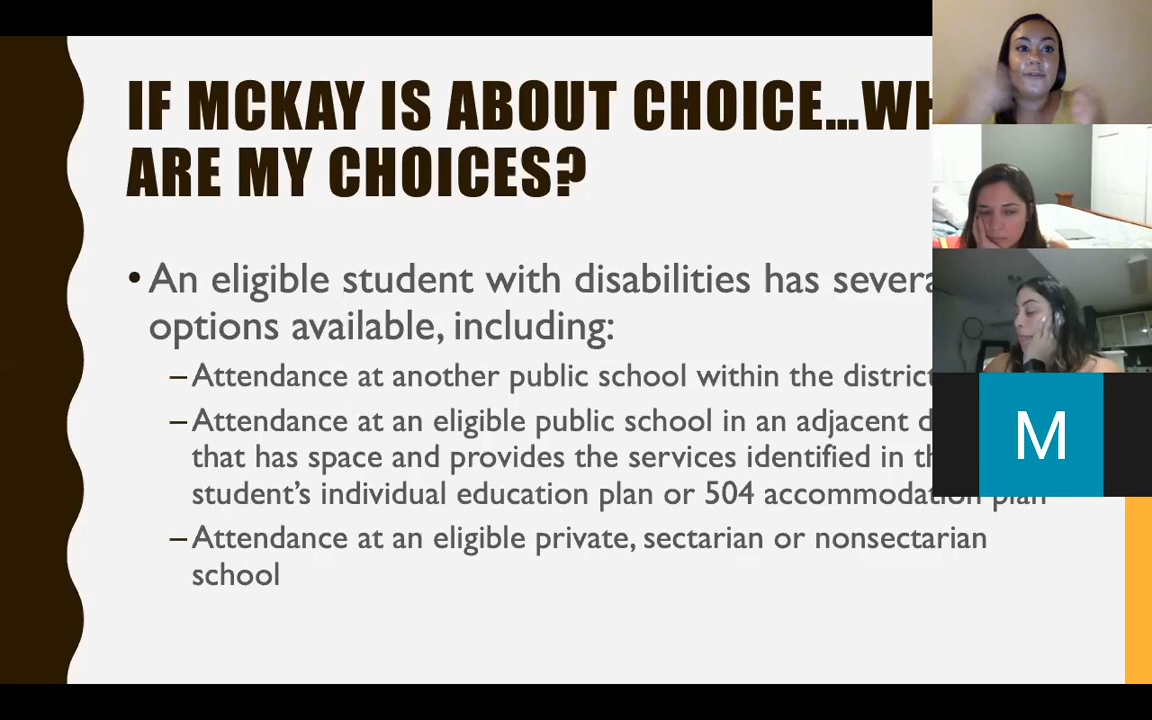 IF MCKAY IS ABOUT CHOICE...WH
ARE MY CHOICES?
•An eligible student with disabilities has severa
options available, including:
–Attendance at another public school within the district
–Attendance at an eligible public school in an adjacent d
that has space and provides the services identified in th
student's individual education plan or 504 accommodation plan
–Attendance at an eligible private, sectarian or nonsectarian
school
M